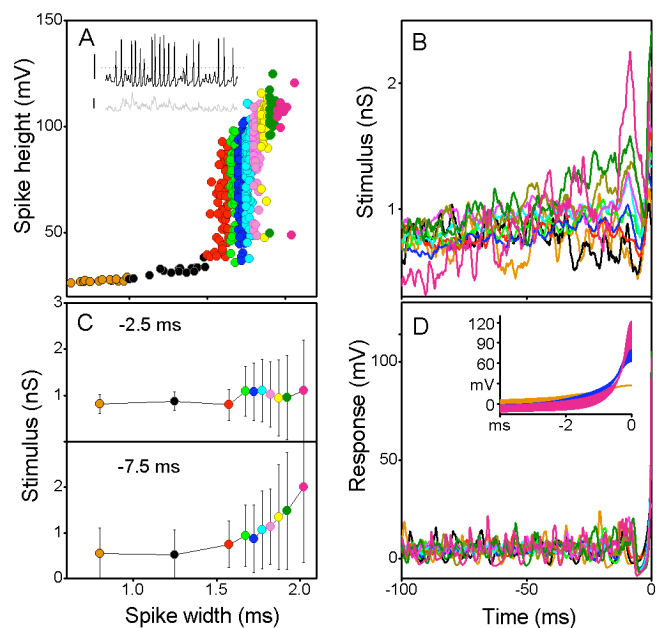 A
150
100
50
Spike height (mV)
B
2
1
Stimulus (nS)
C
-2.5 ms
3
2
1
0
-7.5 ms
2
1
0
Stimulus (nS)
1.0
1.5
2.0
Spike width (ms)
D
120
90
60
mV
0
ms
-2
0
100
50
0
Response (mV)
-100
-50
0
Time (ms)